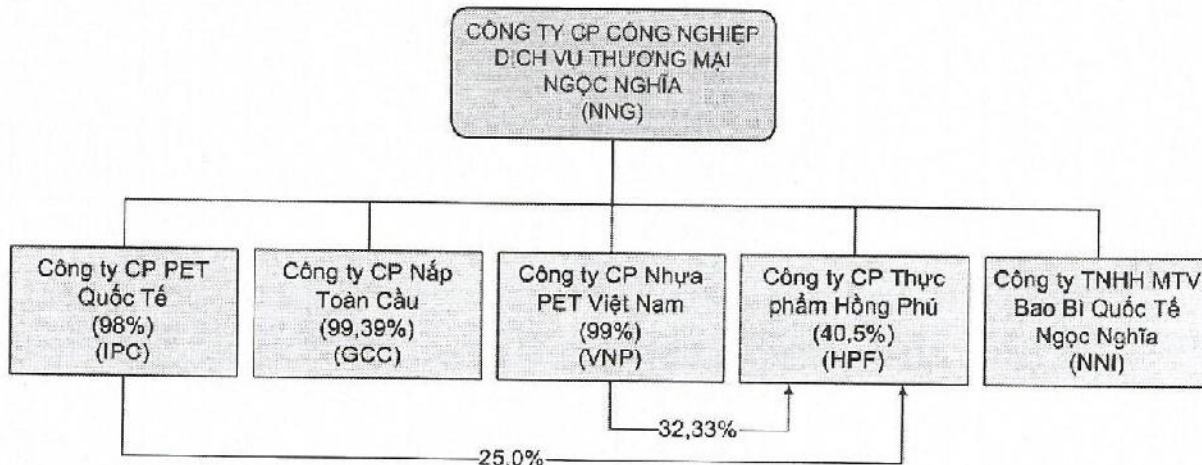 CÔNG TY CP CÔNG NGHIỆP
DỊCH VỤ THƯƠNG MẠI
NGỌC NGHĨA
(NNG)
Công ty CP PET
Quốc Tế
(98%)
(IPC)
Công ty CP Nắp
Toàn Cầu
(99,39%)
(GCC)
Công ty CP Nhựa
PET Việt Nam
(99%)
(VNP)
Công ty CP Thực
phẩm Hồng Phú
(40,5%)
(HPF)
Công ty TNHH MTV
Bao Bì Quốc Tế
Ngọc Nghĩa
(NNI)
32,33%
25,0%